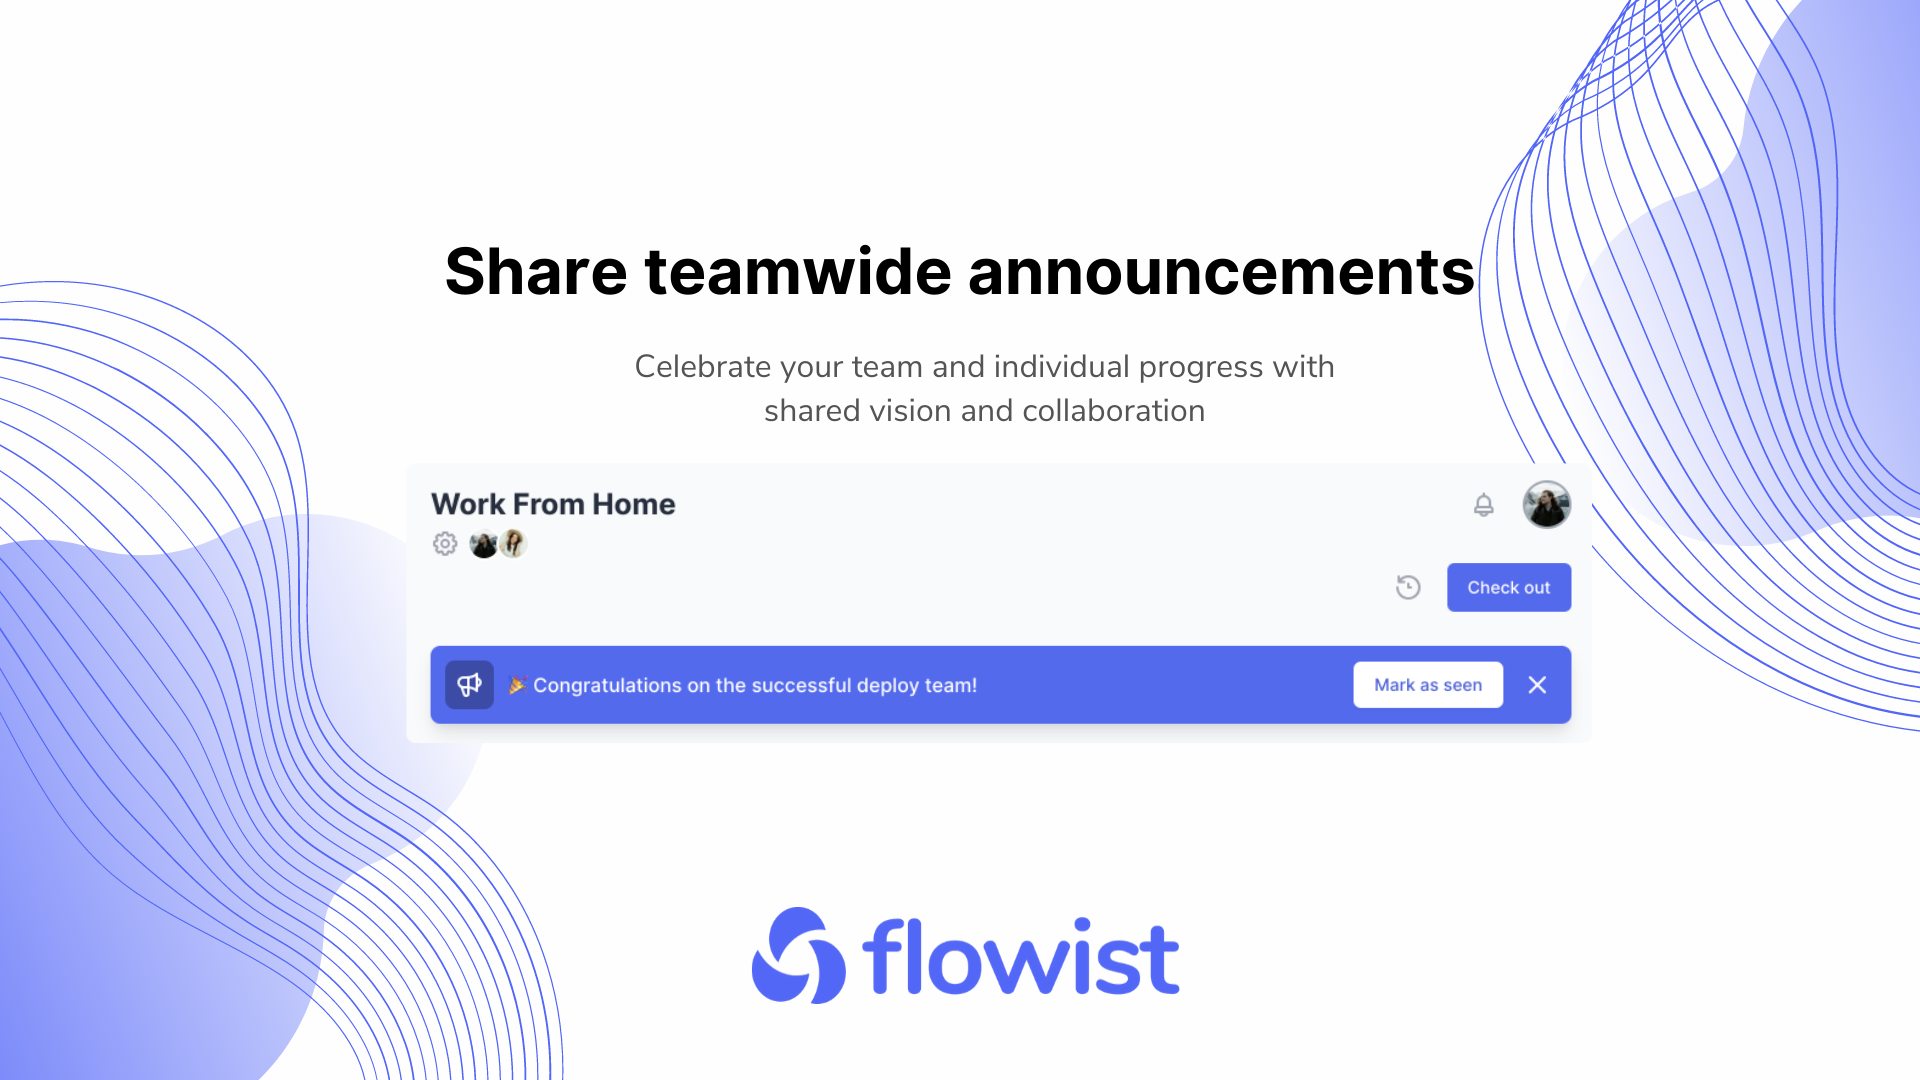 Share teamwide announcements
Celebrate your team and individual progress with
shared vision and collaboration
Work From Home
Check out
🎉 Congratulations on the successful deploy team!
Mark as seen
flowist